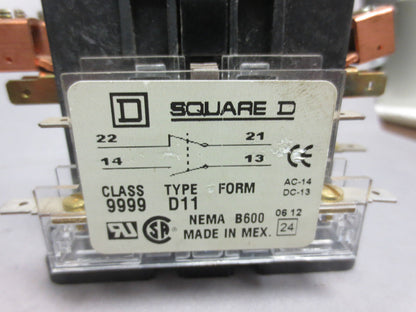 D SQUARE D
22 21
14 13
CE
CLASS TYPE FORM AC-14
9999 D11 DC-13
NEMA B600 06 12
MADE IN MEX. 24